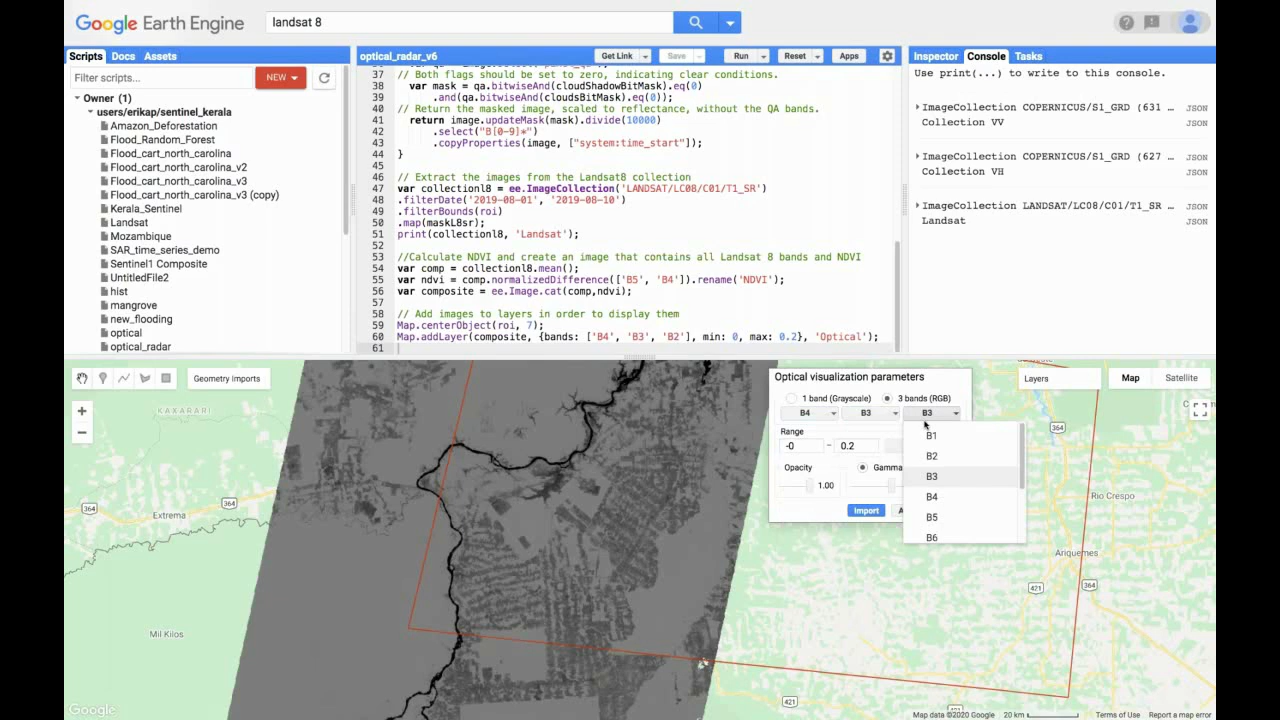 Google Earth Engine
landsat 8
Scripts Docs Assets
optical_radar_v6
Get Link Save Run Reset Apps
Inspector Console Tasks
Filter scripts...
NEW
Owner (1)
users/erikap/sentinel_kerala
Amazon_Deforestation
Flood_Random_Forest
Flood_cart_north_carolina
Flood_cart_north_carolina_v2
Flood_cart_north_carolina_v3
Flood_cart_north_carolina_v3 (copy)
Kerala_Sentinel
Landsat
Mozambique
SAR_time_series_demo
Sentinel1 Composite
UntitledFile2
hist
mangrove
new_flooding
optical
optical_radar
37 // Both flags should be set to zero, indicating clear conditions.
38 var mask = qa.bitwiseAnd(cloudShadowBitMask).eq(0)
39 .and(qa.bitwiseAnd(cloudsBitMask).eq(0));
40 // Return the masked image, scaled to reflectance, without the QA bands.
41 return image.updateMask(mask).divide(10000)
42 .select("B[0-9]*")
43 .copyProperties(image, ["system:time_start"]);
44 }
45
46 // Extract the images from the Landsat8 collection
47 var collectionl8 = ee.ImageCollection('LANDSAT/LC08/C01/T1_SR')
48 .filterDate('2019-08-01', '2019-08-10')
49 .filterBounds(roi)
50 .map(maskL8sr);
51 print(collectionl8, 'Landsat');
52
53 //Calculate NDVI and create an image that contains all Landsat 8 bands and NDVI
54 var comp = collectionl8.mean();
55 var ndvi = comp.normalizedDifference(['B5', 'B4']).rename('NDVI');
56 var composite = ee.Image.cat(comp,ndvi);
57
58 // Add images to layers in order to display them
59 Map.centerObject(roi, 7);
60 Map.addLayer(composite, {bands: ['B4', 'B3', 'B2'], min: 0, max: 0.2}, 'Optical');
61
Use print(...) to write to this console.
ImageCollection COPERNICUS/S1_GRD (631 … JSON
Collection VV JSON
ImageCollection COPERNICUS/S1_GRD (627 … JSON
Collection VH JSON
ImageCollection LANDSAT/LC08/C01/T1_SR … JSON
Landsat JSON
Geometry Imports
+
−
KAXARARI
364
364
Extrema
Mil Kilos
Optical visualization parameters
1 band (Grayscale) 3 bands (RGB)
B4 B3 B3
Range
-0 – 0.2
Opacity Gamma
1.00
Import
B1
B2
B3
B4
B5
B6
Layers
Map Satellite
364
Rio Crespo
Ariquemes
421
364
421
Google
Map data ©2020 Google 20 km Terms of Use Report a map error